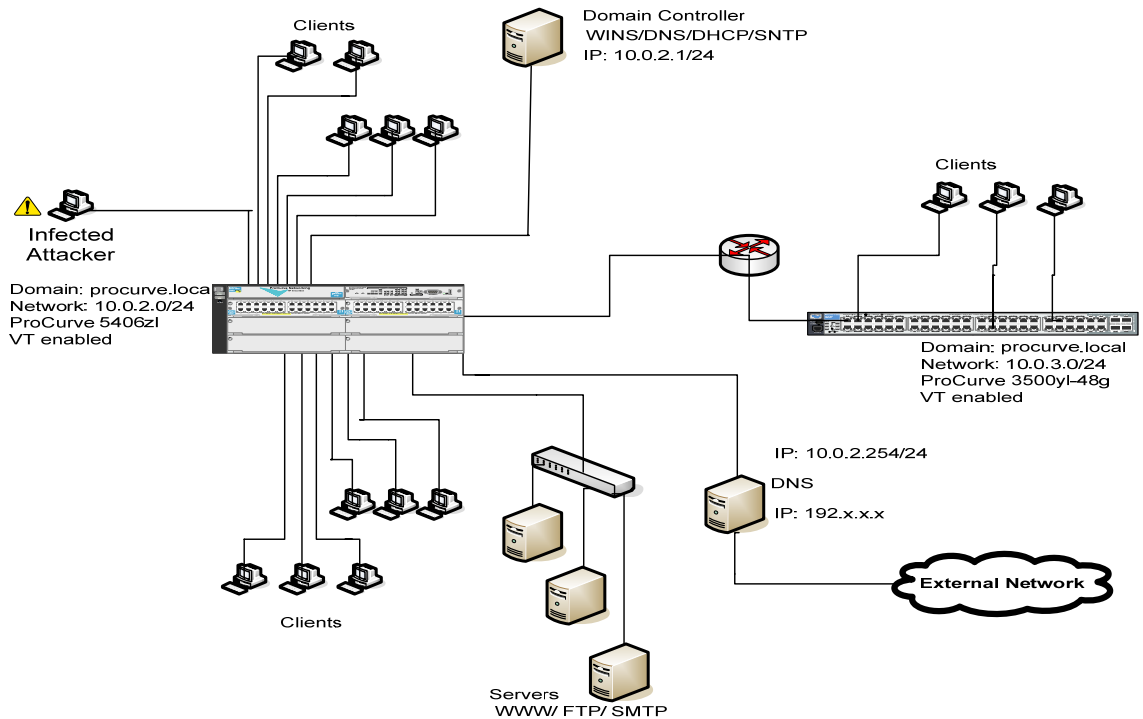 Clients
Domain Controller
WINS/DNS/DHCP/SNTP
IP: 10.0.2.1/24
Clients
Infected
Attacker
Domain: procurve.loca
Network: 10.0.2.0/24
ProCurve 5406zl
VT enabled
ProCurve Networking
Domain: procurve.local
Network: 10.0.3.0/24
ProCurve 3500yl-48g
VT enabled
IP: 10.0.2.254/24
DNS
IP: 192.x.x.x
External Network
Clients
Servers
WWW/ FTP/ SMTP